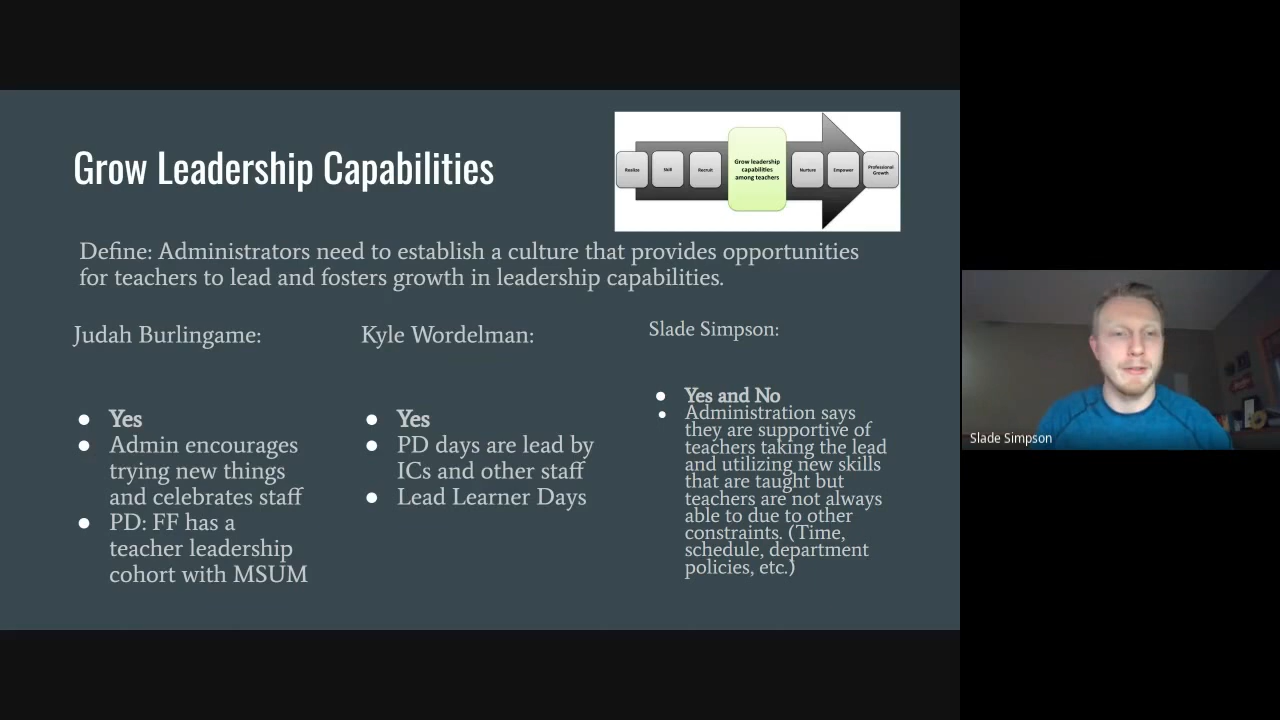 Grow Leadership Capabilities
Realize
Skill
Recruit
Grow leadership
capabilities
among teachers
Nurture
Empower
Professional
Growth
Define: Administrators need to establish a culture that provides opportunities
for teachers to lead and fosters growth in leadership capabilities.
Judah Burlingame:
● Yes
● Admin encourages
trying new things
and celebrates staff
● PD: FF has a
teacher leadership
cohort with MSUM
Kyle Wordelman:
● Yes
● PD days are lead by
ICs and other staff
● Lead Learner Days
Slade Simpson:
● Yes and No
● Administration says
they are supportive of
teachers taking the lead
and utilizing new skills
that are taught but
teachers are not always
able to due to other
constraints. (Time,
schedule, department
policies, etc.)
Slade Simpson